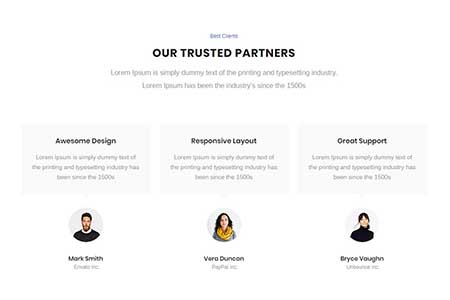 Best Clients
OUR TRUSTED PARTNERS
Lorem Ipsum is simply dummy text of the printing and typesetting industry.
Lorem Ipsum has been the industry's since the 1500s
Awesome Design
Lorem Ipsum is simply dummy text of
the printing and typesetting industry has
been since the 1500s
Responsive Layout
Lorem Ipsum is simply dummy text of
the printing and typesetting industry has
been since the 1500s
Great Support
Lorem Ipsum is simply dummy text of
the printing and typesetting industry has
been since the 1500s
Mark Smith
Envato Inc.
Vera Duncan
PayPal Inc.
Bryce Vaughn
Unbounce Inc.